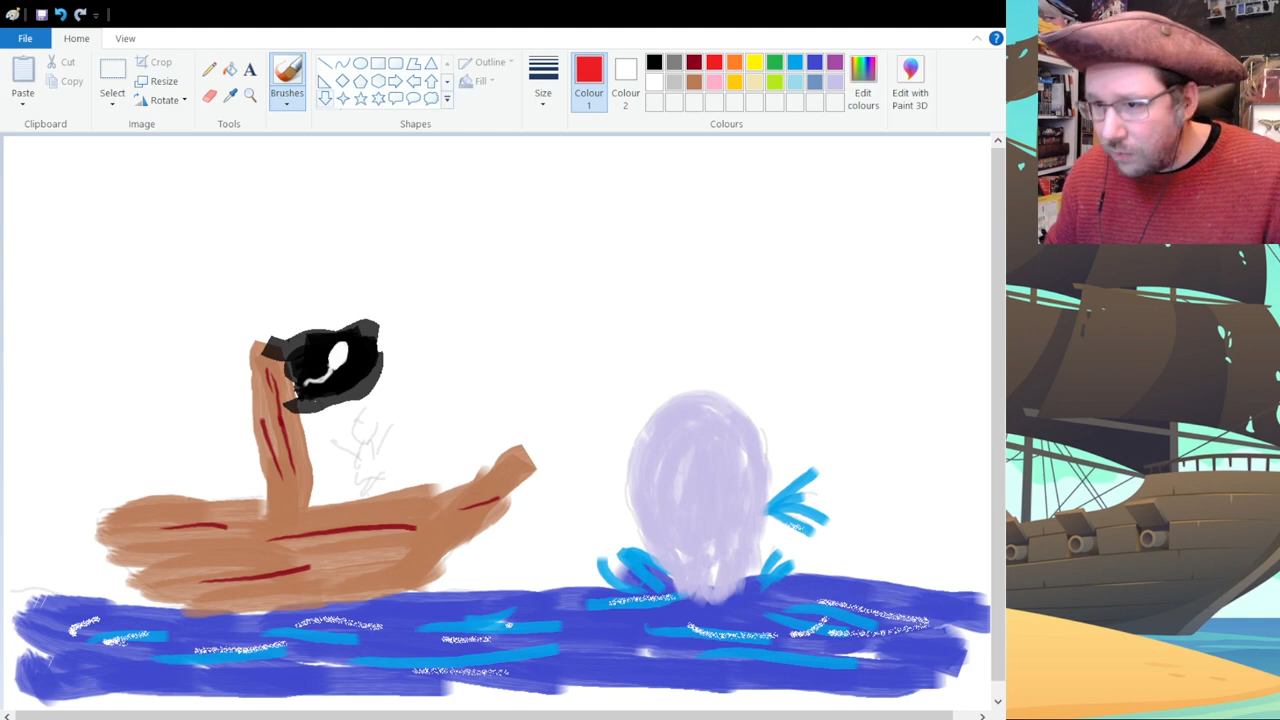 File Home View
Paste Cut Copy Select Crop Resize Rotate Brushes Outline Fill Size Colour 1 Colour 2 Edit colours Edit with Paint 3D
Clipboard Image Tools Shapes Colours